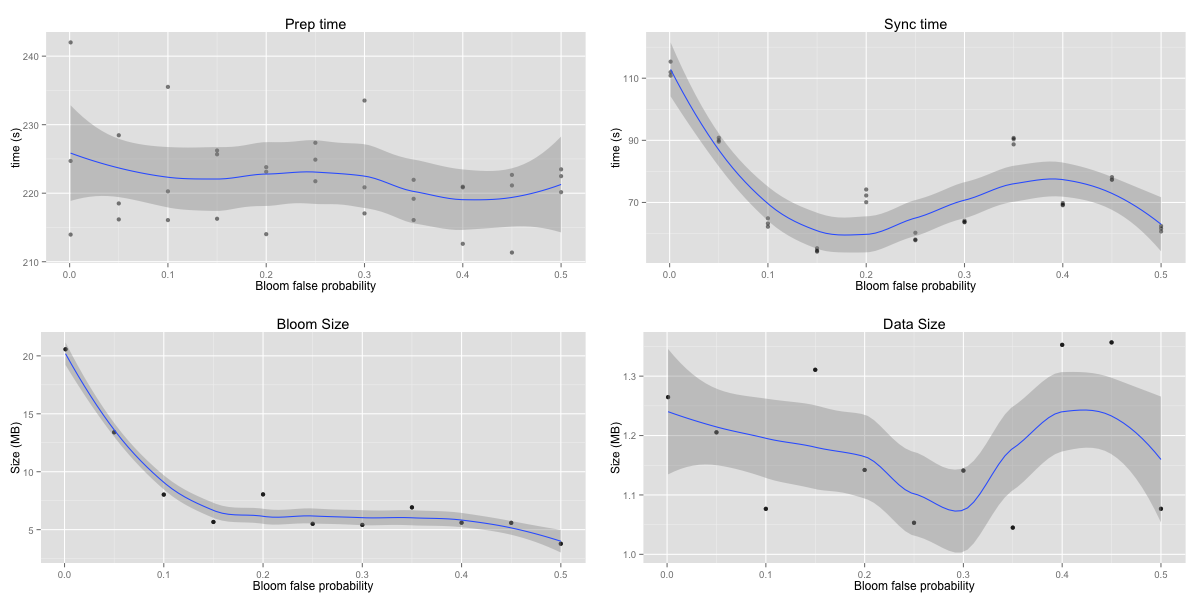 Prep time
time (s)
240
230
220
210
0.0 0.1 0.2 0.3 0.4 0.5
Bloom false probability
Sync time
time (s)
110
90
70
0.0 0.1 0.2 0.3 0.4 0.5
Bloom false probability
Bloom Size
Size (MB)
20
15
10
5
0.0 0.1 0.2 0.3 0.4 0.5
Bloom false probability
Data Size
Size (MB)
1.3
1.2
1.1
1.0
0.0 0.1 0.2 0.3 0.4 0.5
Bloom false probability